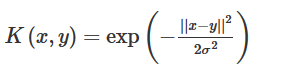 K (x, y) = exp ( − ||x−y||² / 2σ² )